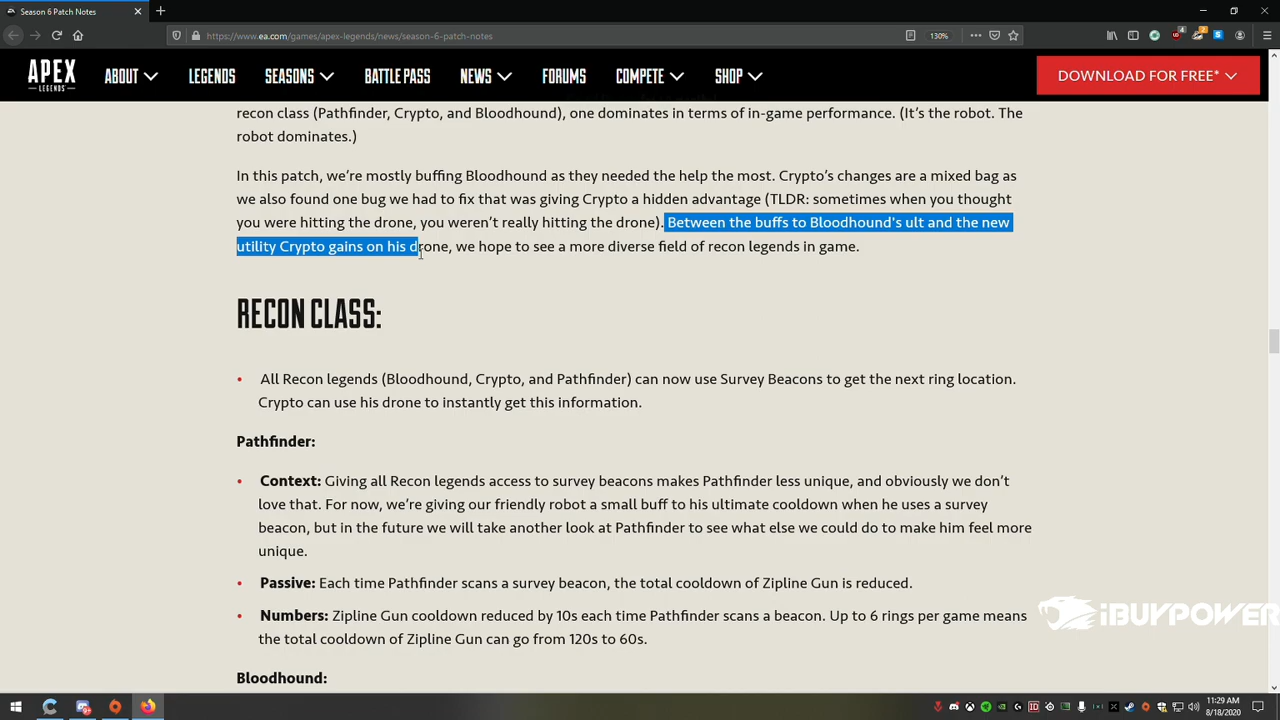 Season 6 Patch Notes
https://www.ea.com/games/apex-legends/news/season-6-patch-notes
130%
APEX
LEGENDS
ABOUT
LEGENDS
SEASONS
BATTLE PASS
NEWS
FORUMS
COMPETE
SHOP
DOWNLOAD FOR FREE*
recon class (Pathfinder, Crypto, and Bloodhound), one dominates in terms of in-game performance. (It's the robot. The
robot dominates.)
In this patch, we're mostly buffing Bloodhound as they needed the help the most. Crypto's changes are a mixed bag as
we also found one bug we had to fix that was giving Crypto a hidden advantage (TLDR: sometimes when you thought
you were hitting the drone, you weren't really hitting the drone). Between the buffs to Bloodhound's ult and the new
utility Crypto gains on his drone, we hope to see a more diverse field of recon legends in game.
RECON CLASS:
• All Recon legends (Bloodhound, Crypto, and Pathfinder) can now use Survey Beacons to get the next ring location.
Crypto can use his drone to instantly get this information.
Pathfinder:
• Context: Giving all Recon legends access to survey beacons makes Pathfinder less unique, and obviously we don't
love that. For now, we're giving our friendly robot a small buff to his ultimate cooldown when he uses a survey
beacon, but in the future we will take another look at Pathfinder to see what else we could do to make him feel more
unique.
• Passive: Each time Pathfinder scans a survey beacon, the total cooldown of Zipline Gun is reduced.
• Numbers: Zipline Gun cooldown reduced by 10s each time Pathfinder scans a beacon. Up to 6 rings per game means
the total cooldown of Zipline Gun can go from 120s to 60s.
iBUYPOWER
Bloodhound:
11:29 AM
8/18/2020